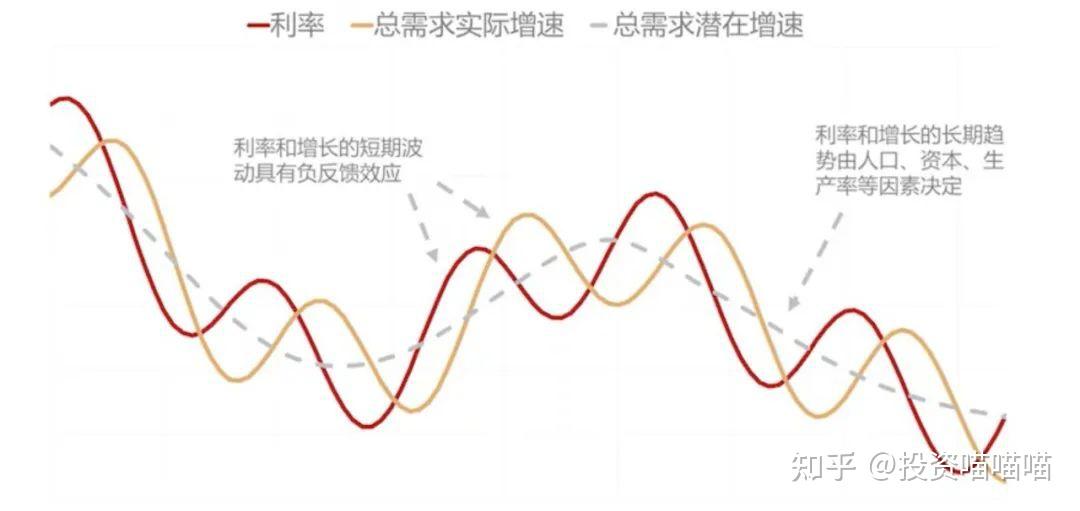 利率 总需求实际增速 总需求潜在增速
利率和增长的短期波
动具有负反馈效应
利率和增长的长期趋
势由人口、资本、生
产率等因素决定
知乎 @投资喵喵喵